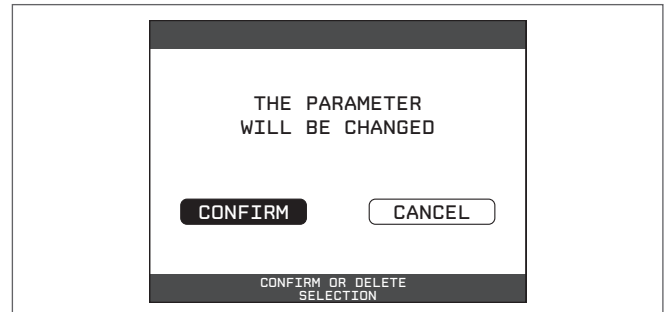 THE PARAMETER
WILL BE CHANGED
CONFIRM
CANCEL
CONFIRM OR DELETE
SELECTION